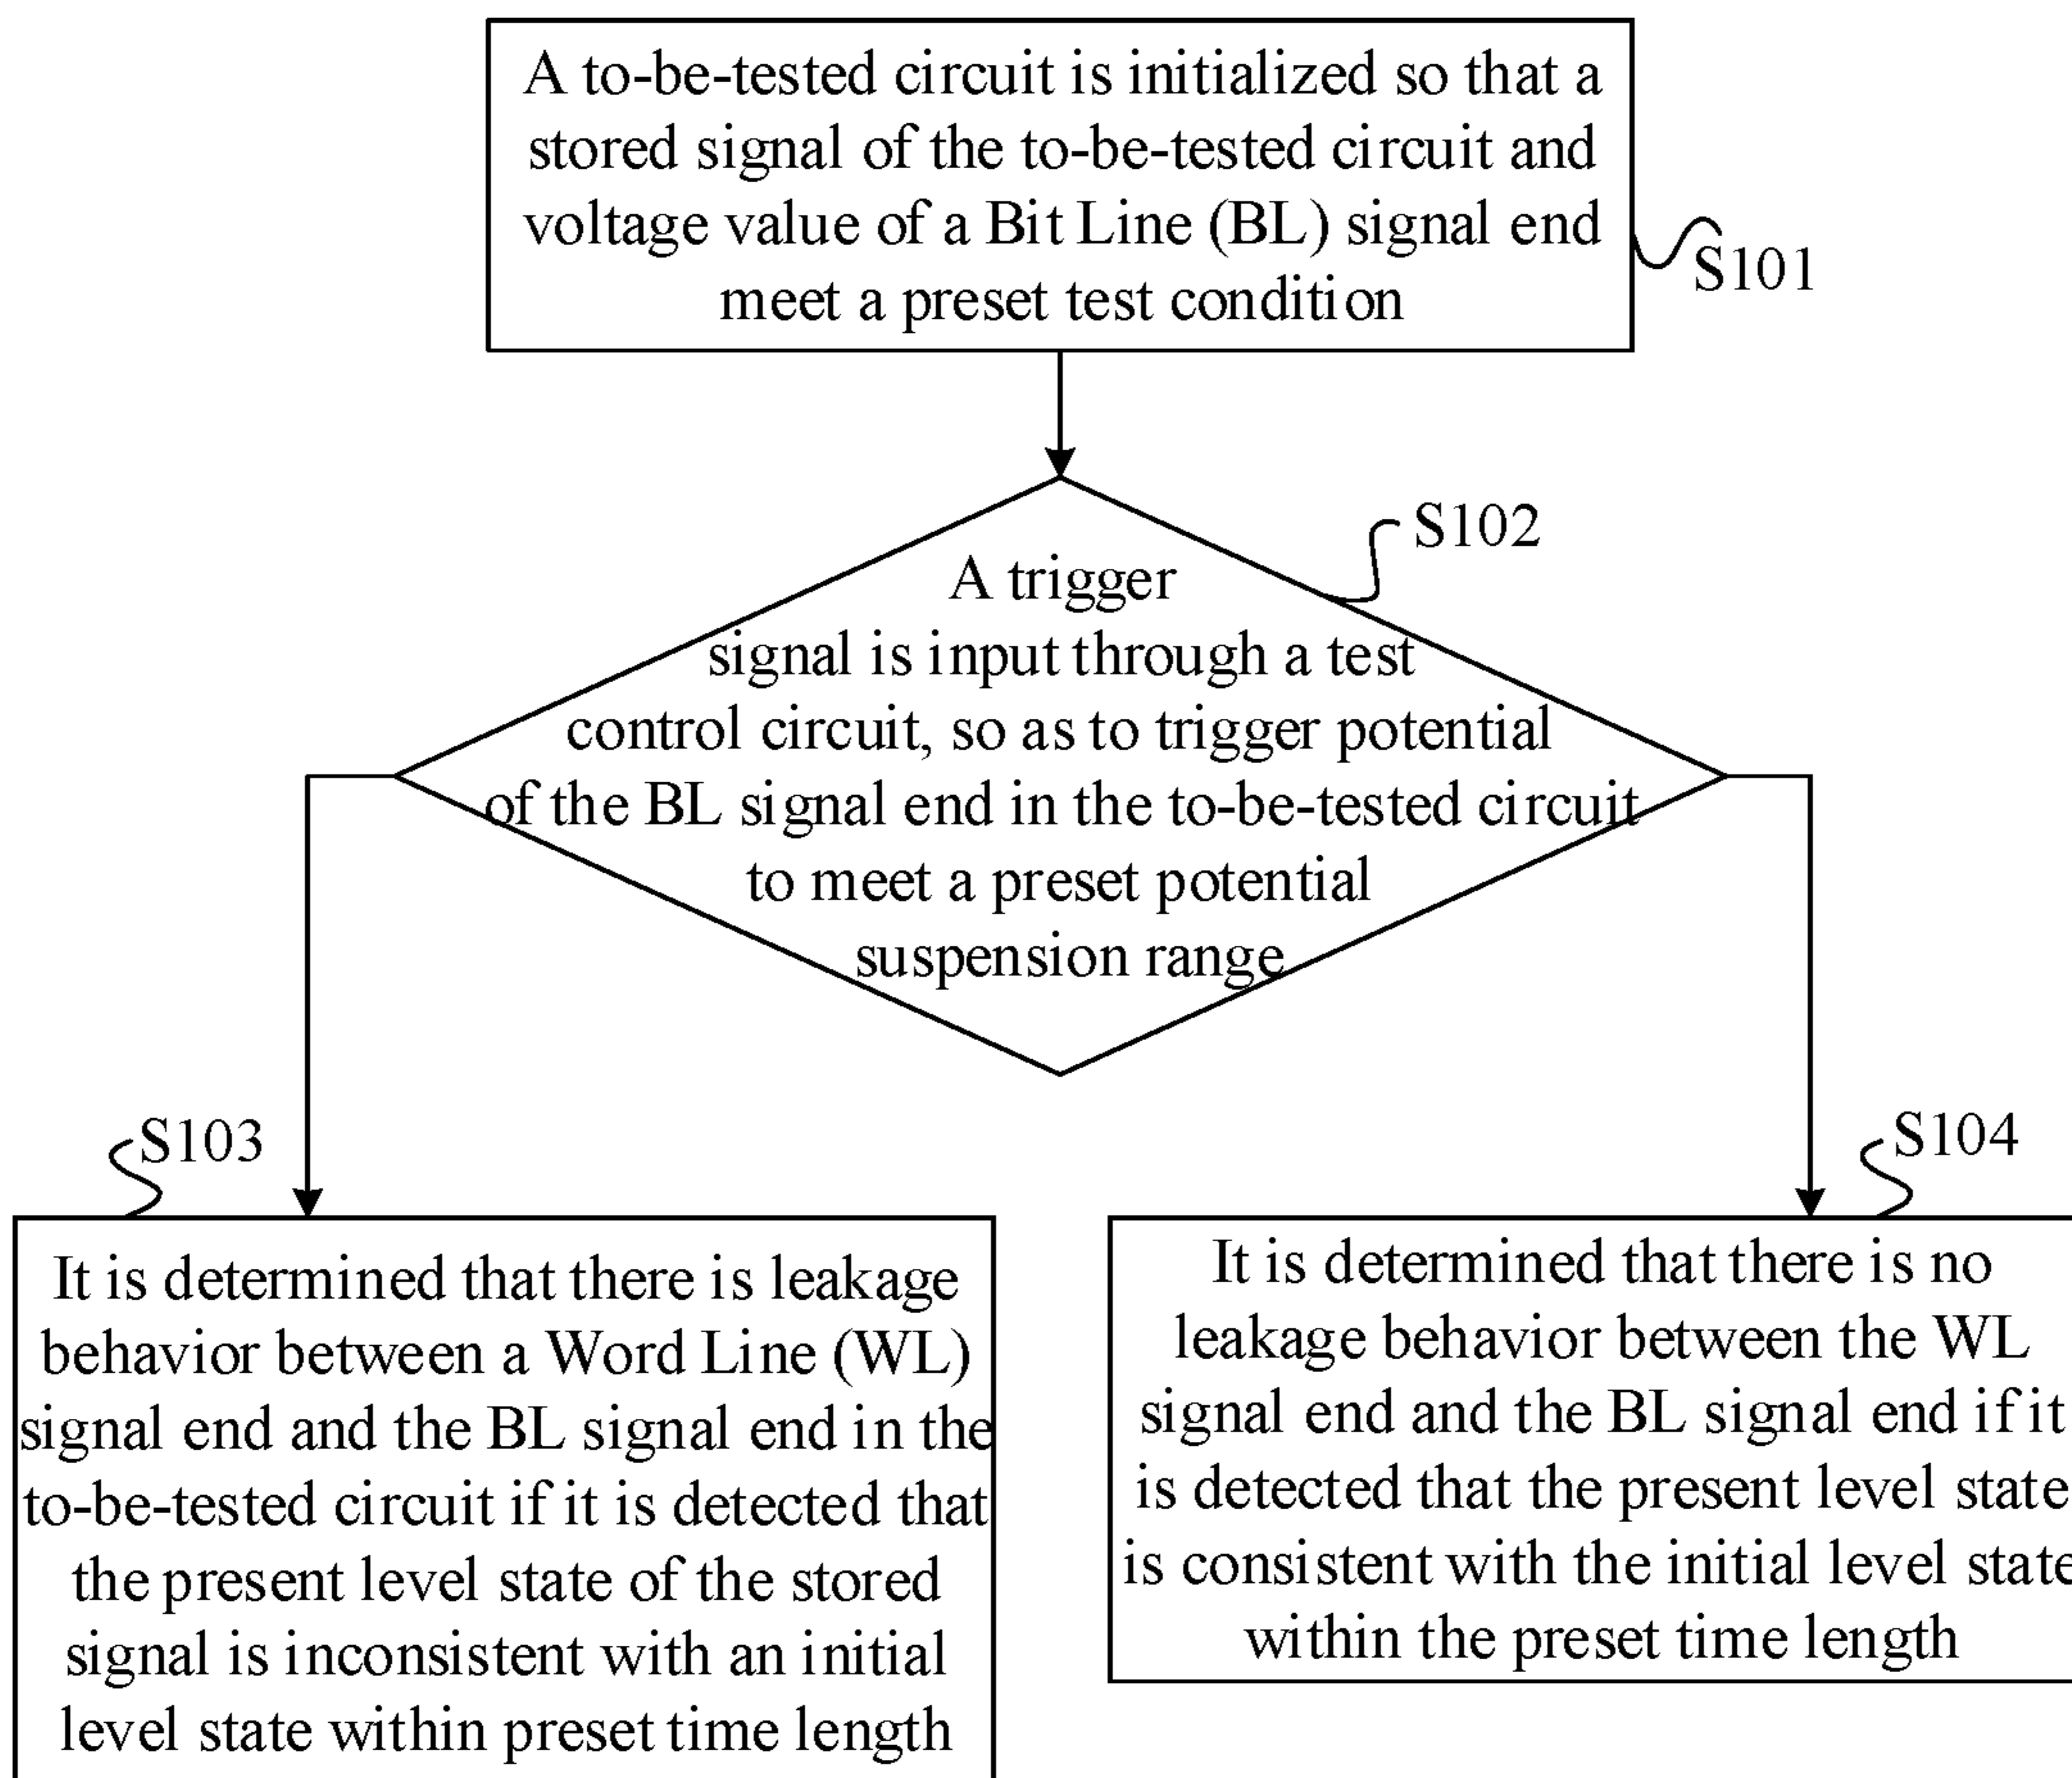 A to-be-tested circuit is initialized so that a
stored signal of the to-be-tested circuit and
voltage value of a Bit Line (BL) signal end
meet a preset test condition
S101
S102
A trigger
signal is input through a test
control circuit, so as to trigger potential
of the BL signal end in the to-be-tested circuit
to meet a preset potential
suspension range
S103
It is determined that there is leakage
behavior between a Word Line (WL)
signal end and the BL signal end in the
to-be-tested circuit if it is detected that
the present level state of the stored
signal is inconsistent with an initial
level state within preset time length
S104
It is determined that there is no
leakage behavior between the WL
signal end and the BL signal end if it
is detected that the present level state
is consistent with the initial level state
within the preset time length